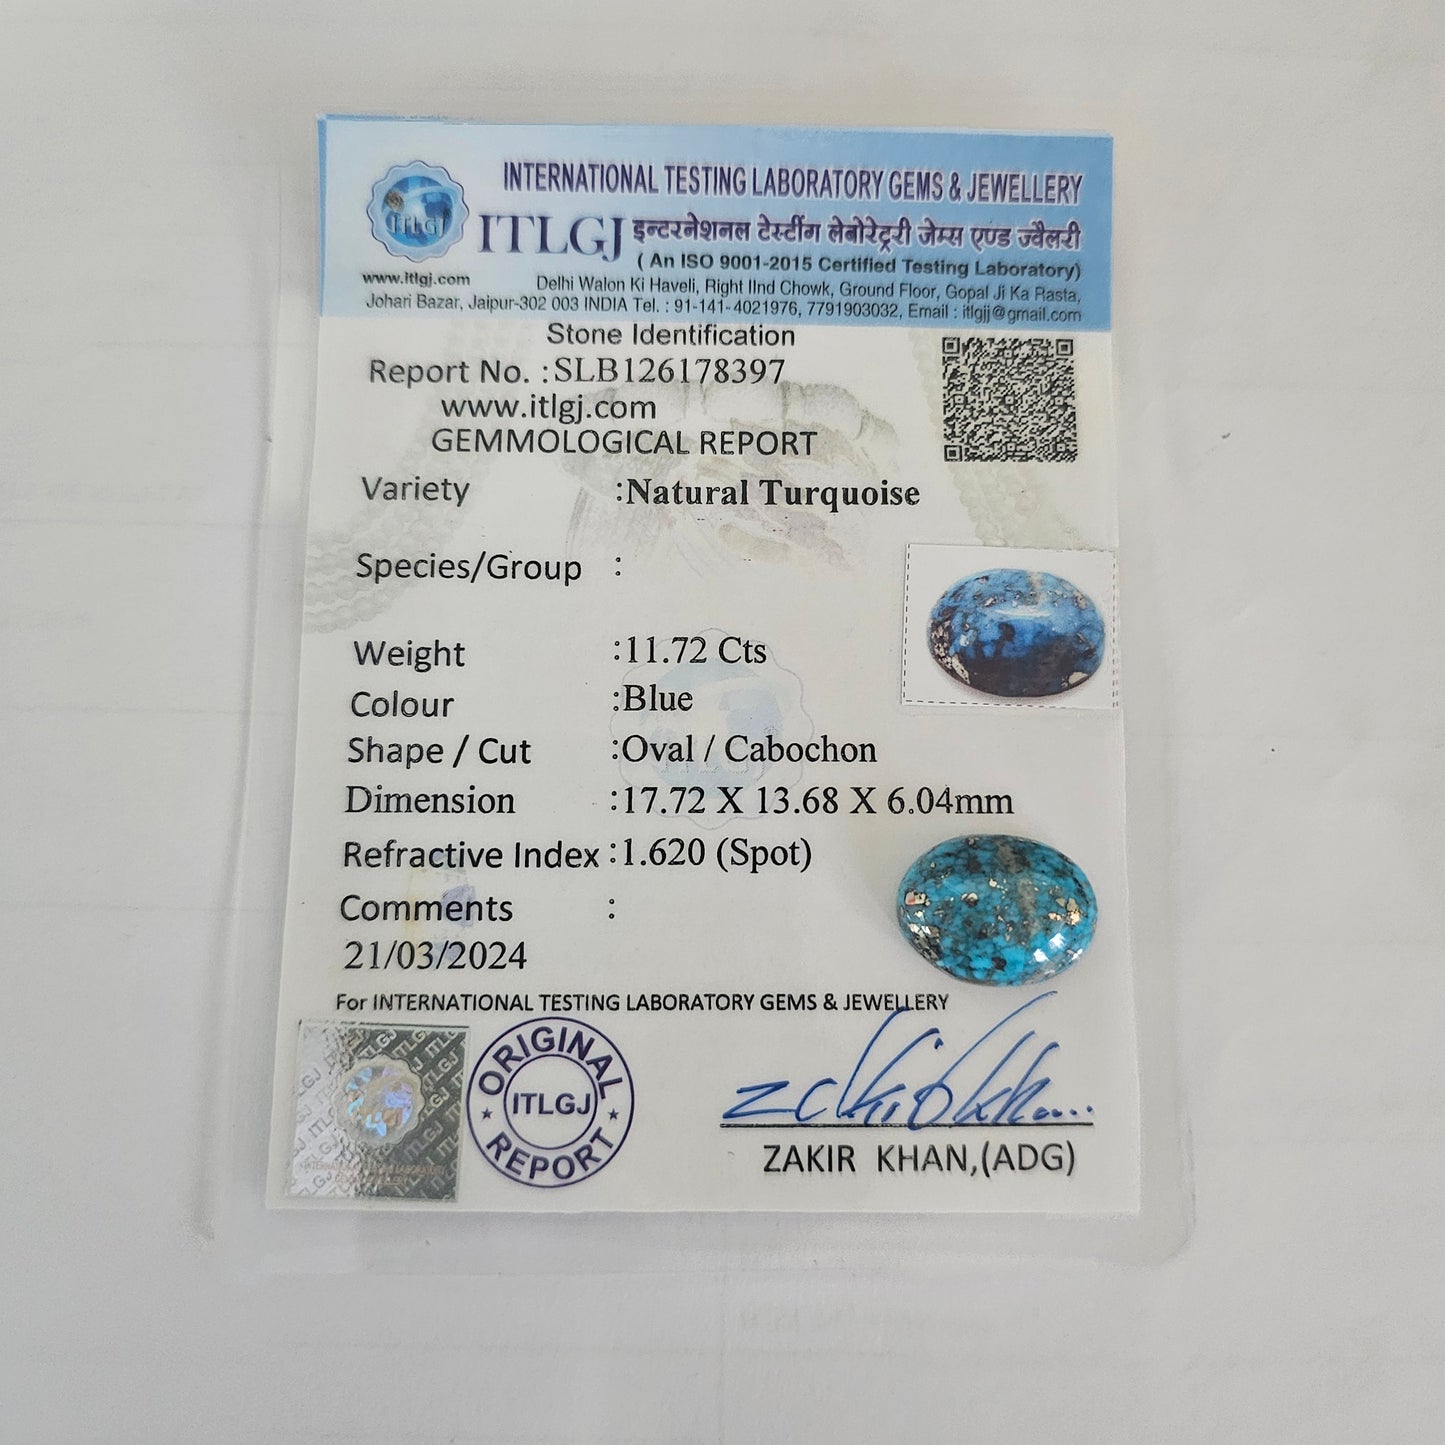 INTERNATIONAL TESTING LABORATORY GEMS & JEWELLERY
ITLGJ
ITLGJ इन्टरनेशनल टेस्टींग लेबोरेट्ररी जेम्स एण्ड ज्वैलरी
( An ISO 9001-2015 Certified Testing Laboratory)
www.itlgj.com Delhi Walon Ki Haveli, Right IInd Chowk, Ground Floor, Gopal Ji Ka Rasta,
Johari Bazar, Jaipur-302 003 INDIA Tel. : 91-141-4021976, 7791903032, Email : itlgjj@gmail.com
Stone Identification
Report No. :SLB126178397
www.itlgj.com
GEMMOLOGICAL REPORT
Variety :Natural Turquoise
Species/Group :
Weight :11.72 Cts
Colour :Blue
Shape / Cut :Oval / Cabochon
Dimension :17.72 X 13.68 X 6.04mm
Refractive Index :1.620 (Spot)
Comments :
21/03/2024
For INTERNATIONAL TESTING LABORATORY GEMS & JEWELLERY
ORIGINAL
ITLGJ
REPORT
ZAKIR KHAN,(ADG)